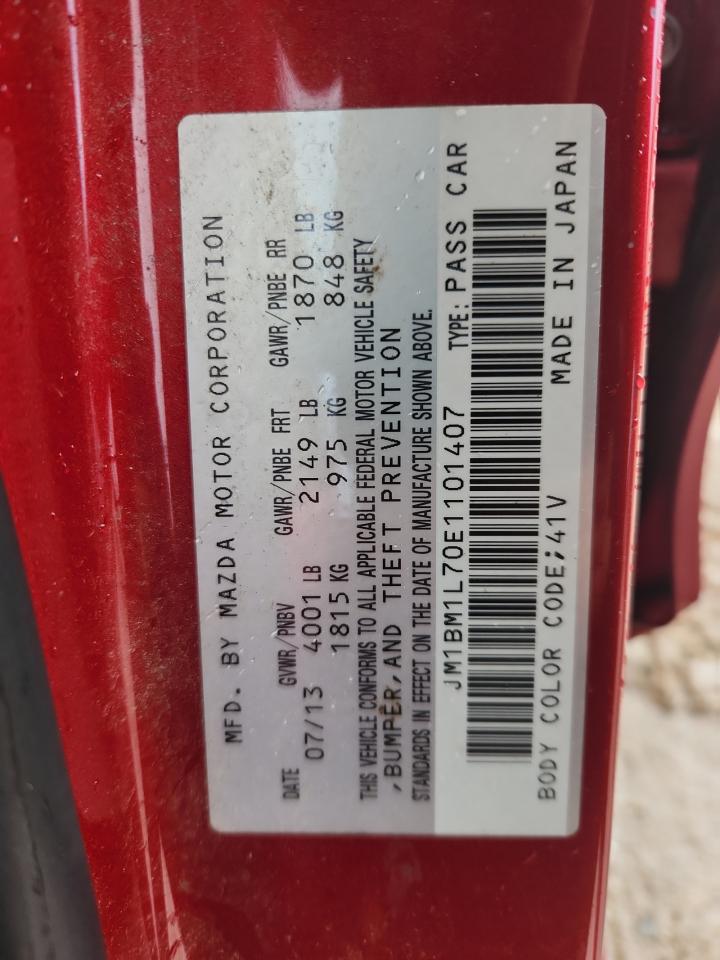 MFD. BY MAZDA MOTOR CORPORATION
DATE GVWR/PNBV GAWR/PNBE FRT GAWR/PNBE RR
07/13 4001 LB 2149 LB 1870 LB
1815 KG 975 KG 848 KG
THIS VEHICLE CONFORMS TO ALL APPLICABLE FEDERAL MOTOR VEHICLE SAFETY
,BUMPER,AND THEFT PREVENTION
STANDARDS IN EFFECT ON THE DATE OF MANUFACTURE SHOWN ABOVE.
JM1BM1L70E1101407 TYPE: PASS CAR
BODY COLOR CODE;41V MADE IN JAPAN